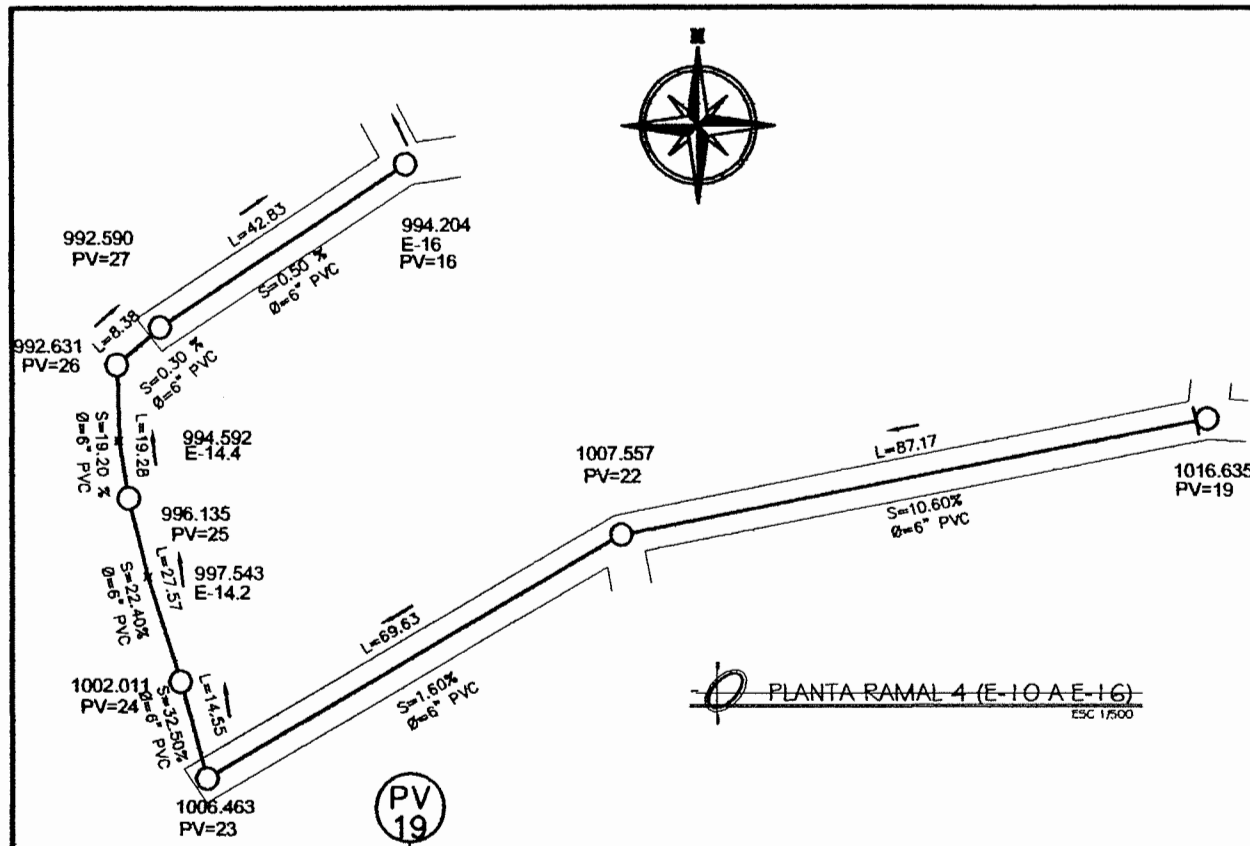 N
994.204
E-16
PV=16
L=42.83
S=0.50 %
Ø=6" PVC
992.590
PV=27
L=8.38
S=0.30 %
Ø=6" PVC
992.631
PV=26
L=19.28
S=19.20 %
Ø=6" PVC
994.592
E-14.4
996.135
PV=25
L=27.57
S=22.40%
Ø=6" PVC
997.543
E-14.2
1002.011
PV=24
L=14.55
S=32.50%
Ø=6" PVC
1006.463
PV=23
L=69.63
S=1.60%
Ø=6" PVC
1007.557
PV=22
L=87.17
S=10.60%
Ø=6" PVC
1016.635
PV=19
PLANTA RAMAL 4 (E-10 A E-16)
ESC 1/500
PV
19